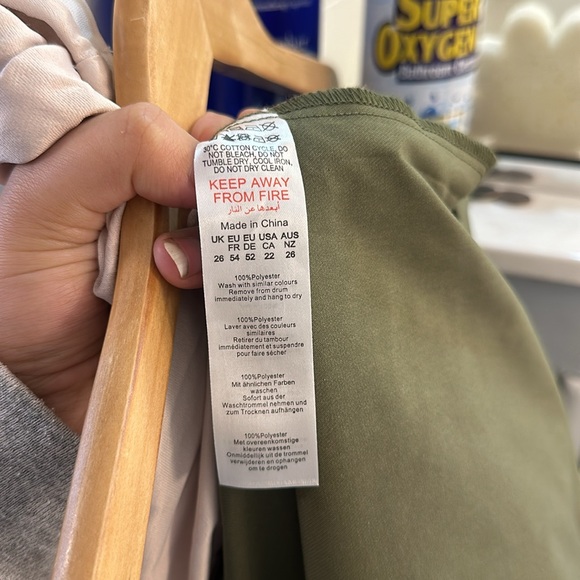 SUPER
OXYGEN
30°C COTTON CYCLE, DO
NOT BLEACH, DO NOT
TUMBLE DRY, COOL IRON,
DO NOT DRY CLEAN
KEEP AWAY
FROM FIRE
أبعدها عن النار
Made in China
UK EU EU USA AUS
FR DE CA NZ
26 54 52 22 26
100%Polyester
Wash with similar colours
Remove from drum
immediately and hang to dry
100%Polyester
Laver avec des couleurs
similaires
Retirer du tambour
immédiatement et suspendre
pour faire sécher
100%Polyester
Mit ähnlichen Farben
waschen
Sofort aus der
Waschtrommel nehmen und
zum Trocknen aufhängen
100%Polyester
Met overeenkomstige
kleuren wassen
Onmiddelijk uit de trommel
verwijderen en ophangen
om te drogen